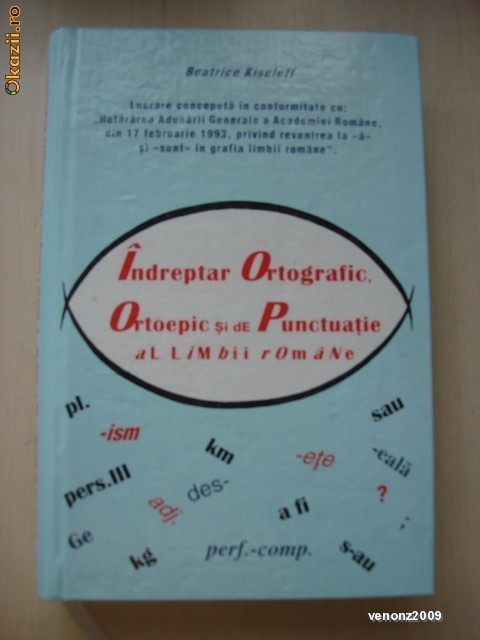 Okazii.ro
Beatrice Kiseleff
Lucrare concepută în conformitate cu:
„Hotărârea Adunării Generale a Academiei Române,
din 17 februarie 1993, privind revenirea la -â-
și -sunt- în grafia limbii române".
Îndreptar Ortografic,
Ortoepic și dE Punctuație
aL LiMbii rOmâNe
pl.
sau
-ism
km
-ețe
-eală
pers.III
des-
adj.
a fi
?
;
Ge
kg
perf.-comp.
s-au
venonz2009